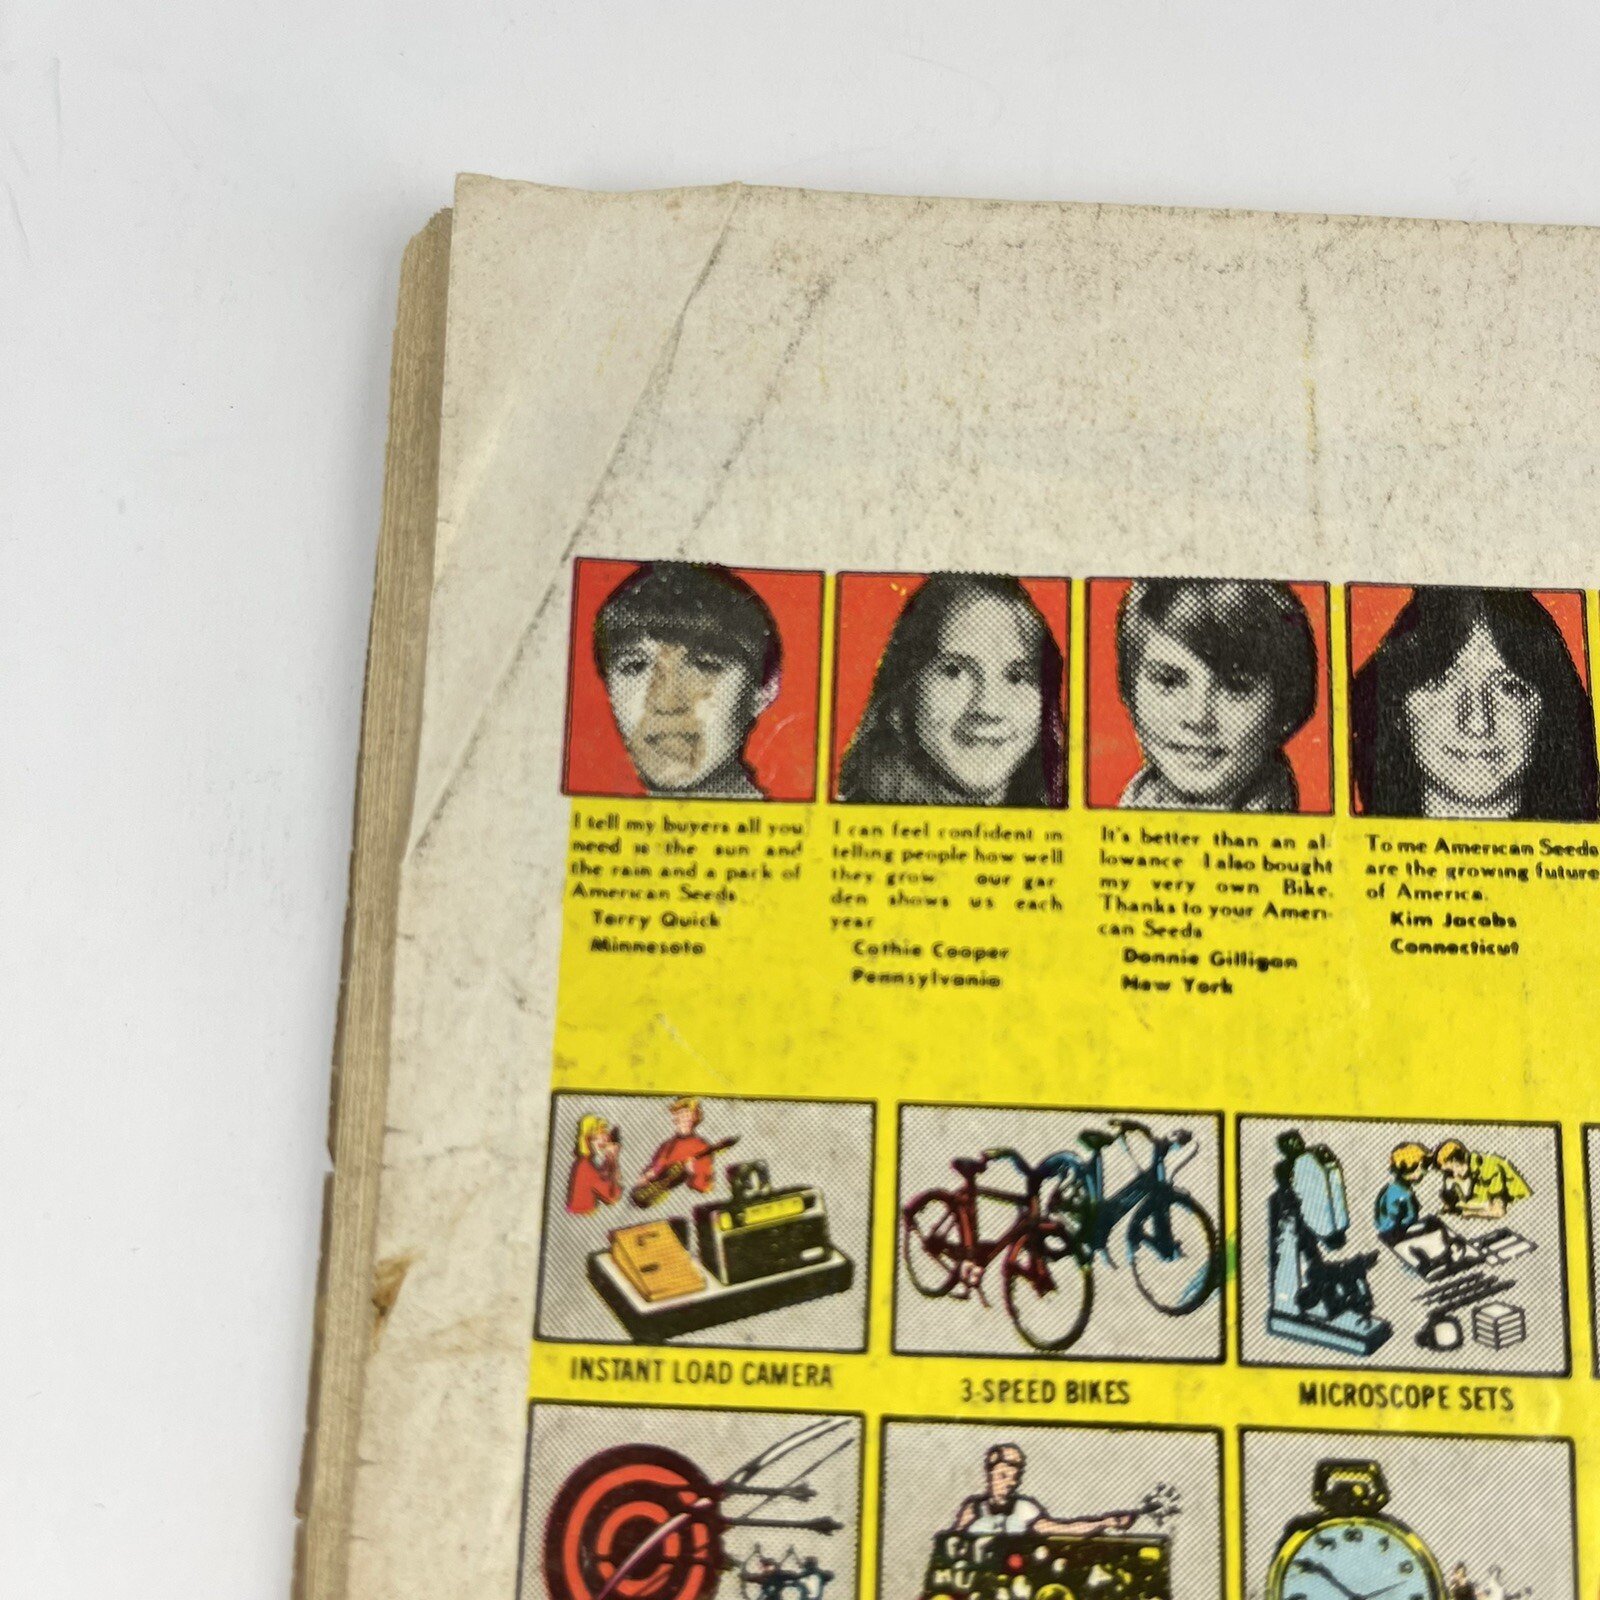 I tell my buyers all you
need is the sun and
the rain and a pack of
American Seeds.
Terry Quick
Minnesota
I can feel confident in
telling people how well
they grow our gar
den shows us each
year
Cathie Cooper
Pennsylvania
It's better than an al-
lowance I also bought
my very own Bike.
Thanks to your Ameri-
can Seeds
Donnie Gilligan
New York
To me American Seeds
are the growing future
of America.
Kim Jacobs
Connecticut
INSTANT LOAD CAMERA
3-SPEED BIKES
MICROSCOPE SETS